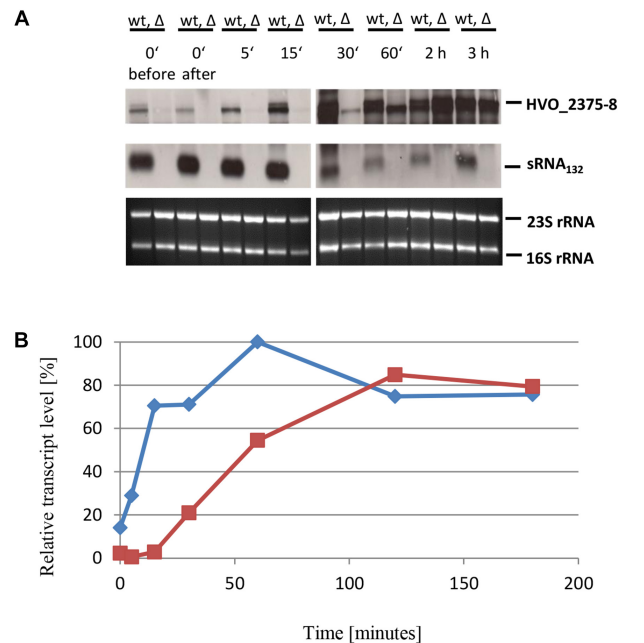 A
wt, Δ wt, Δ wt, Δ wt, Δ wt, Δ wt, Δ wt, Δ wt, Δ
0‘ 0‘ 5‘ 15‘ 30‘ 60‘ 2 h 3 h
before after
HVO_2375-8
sRNA132
23S rRNA
16S rRNA
B
Relative transcript level [%]
100
80
60
40
20
0
0 50 100 150 200
Time [minutes]